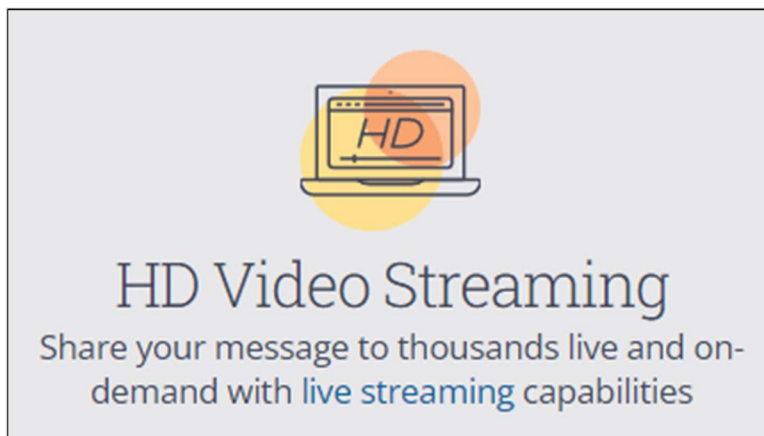 HD
HD Video Streaming
Share your message to thousands live and on-
demand with live streaming capabilities